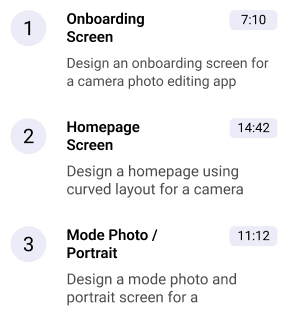 1
Onboarding
Screen
7:10
Design an onboarding screen for
a camera photo editing app
2
Homepage
Screen
14:42
Design a homepage using
curved layout for a camera
3
Mode Photo /
Portrait
11:12
Design a mode photo and
portrait screen for a